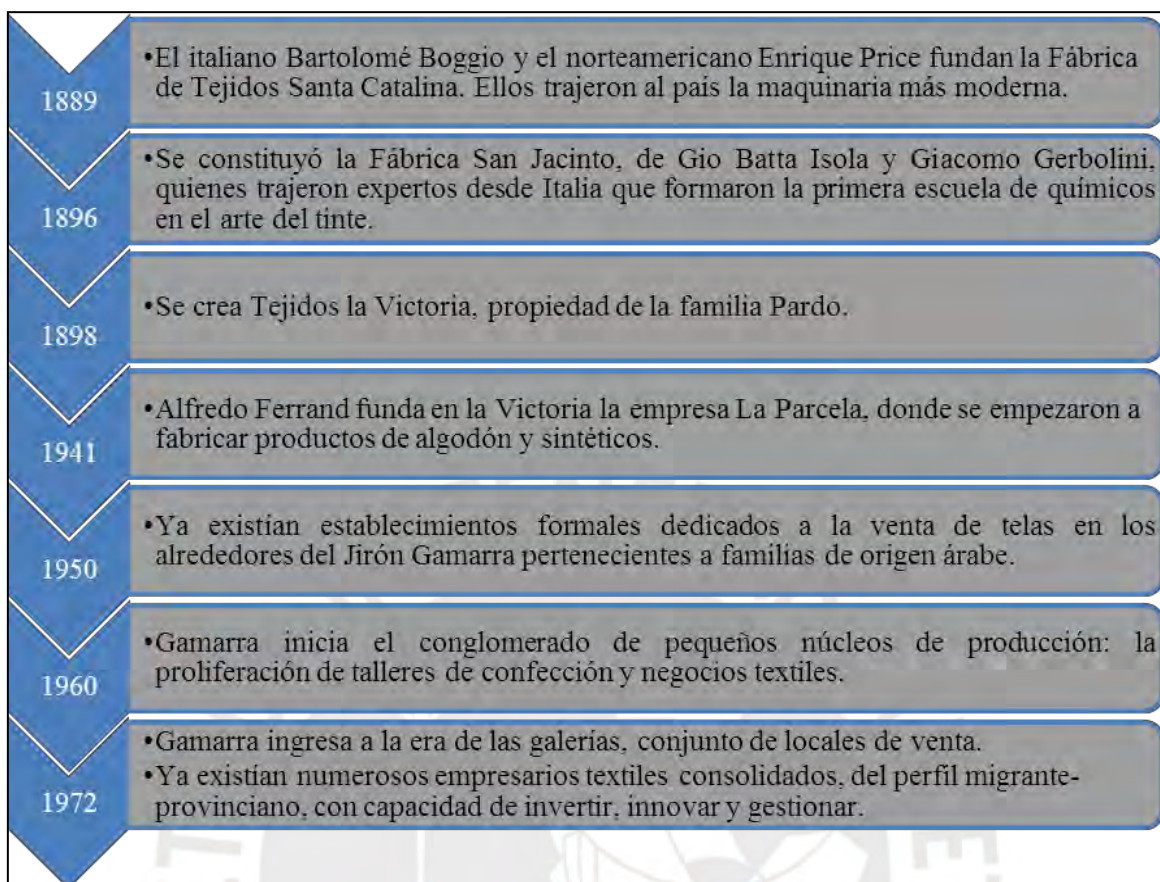 1889
•El italiano Bartolomé Boggio y el norteamericano Enrique Price fundan la Fábrica
de Tejidos Santa Catalina. Ellos trajeron al país la maquinaria más moderna.
1896
•Se constituyó la Fábrica San Jacinto, de Gio Batta Isola y Giacomo Gerbolini,
quienes trajeron expertos desde Italia que formaron la primera escuela de químicos
en el arte del tinte.
1898
•Se crea Tejidos la Victoria, propiedad de la familia Pardo.
1941
•Alfredo Ferrand funda en la Victoria la empresa La Parcela, donde se empezaron a
fabricar productos de algodón y sintéticos.
1950
•Ya existían establecimientos formales dedicados a la venta de telas en los
alrededores del Jirón Gamarra pertenecientes a familias de origen árabe.
1960
•Gamarra inicia el conglomerado de pequeños núcleos de producción: la
proliferación de talleres de confección y negocios textiles.
1972
•Gamarra ingresa a la era de las galerías, conjunto de locales de venta.
•Ya existían numerosos empresarios textiles consolidados, del perfil migrante-
provinciano, con capacidad de invertir, innovar y gestionar.